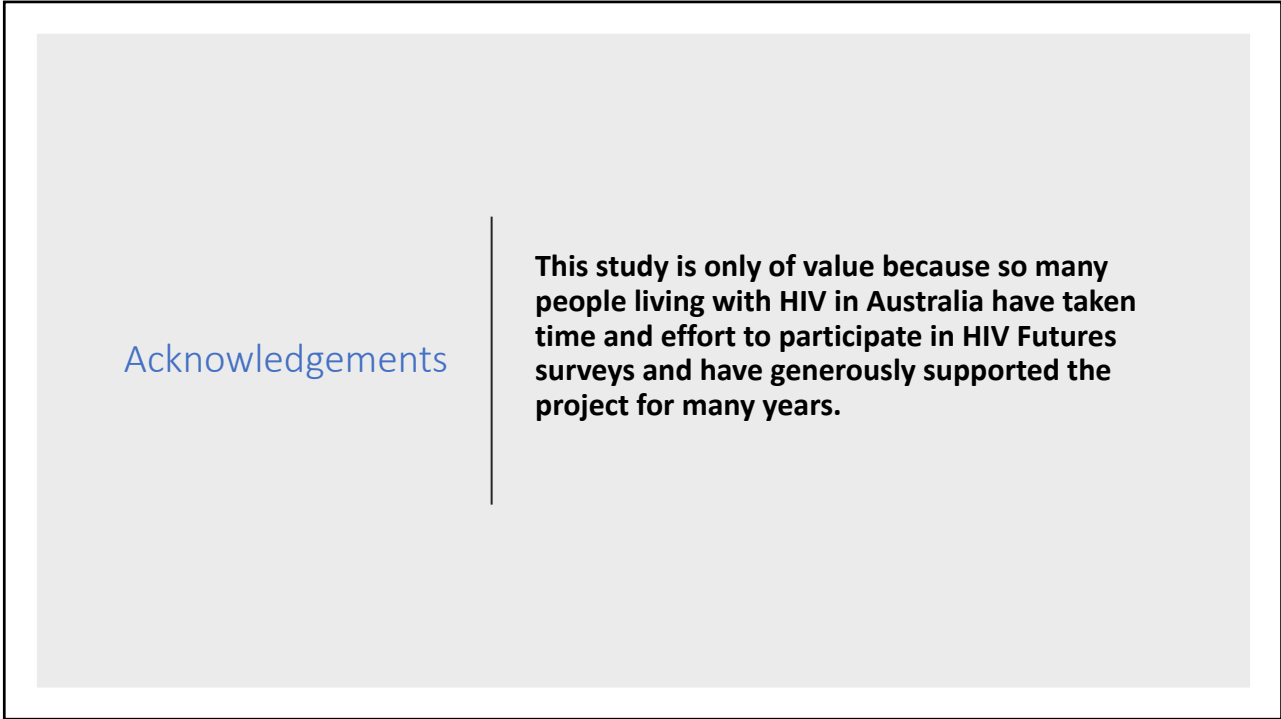 Acknowledgements
This study is only of value because so many
people living with HIV in Australia have taken
time and effort to participate in HIV Futures
surveys and have generously supported the
project for many years.